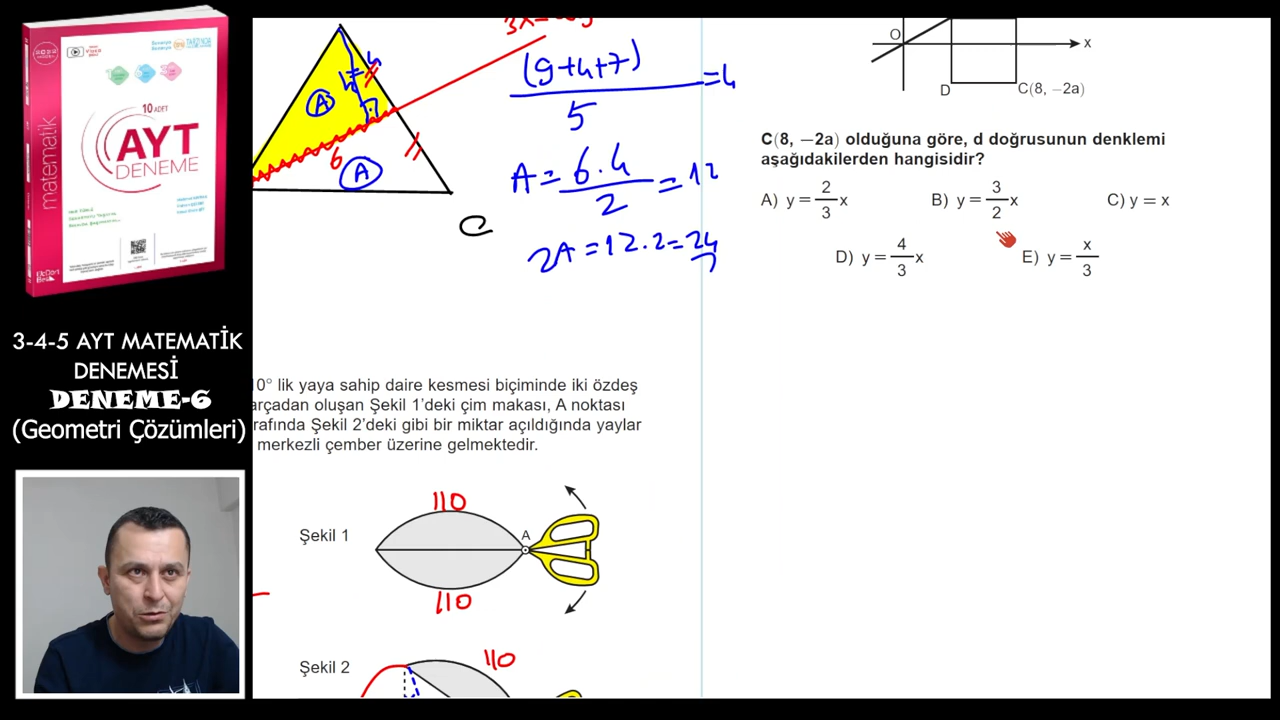 10 ADET
AYT
DENEME
matematik
3-4-5 AYT MATEMATİK
DENEMESİ
DENEME-6
(Geometri Çözümleri)
A
A
6
(9+4+7)
5
=4
A = 6.4
2
= 12
2A = 12.2 = 24
C
10° lik yaya sahip daire kesmesi biçiminde iki özdeş
arçadan oluşan Şekil 1'deki çim makası, A noktası
rafında Şekil 2'deki gibi bir miktar açıldığında yaylar
merkezli çember üzerine gelmektedir.
110
Şekil 1
A
110
Şekil 2
110
O
x
D
C(8, −2a)
C(8, −2a) olduğuna göre, d doğrusunun denklemi
aşağıdakilerden hangisidir?
A) y = 2/3 x
B) y = 3/2 x
C) y = x
D) y = 4/3 x
E) y = x/3